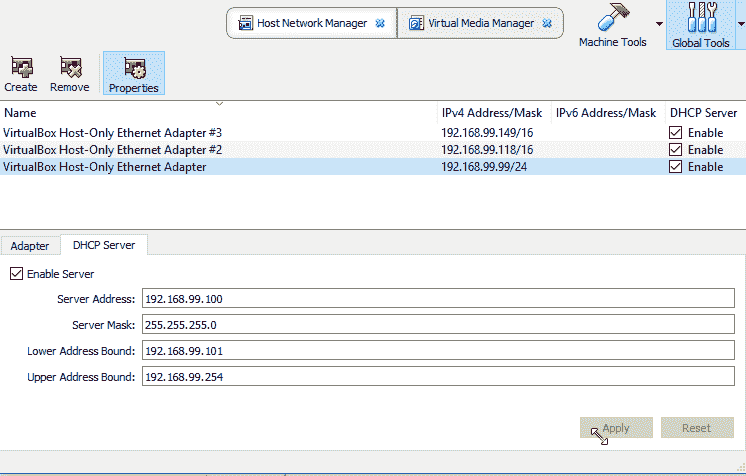 Host Network Manager Virtual Media Manager
Machine Tools Global Tools
Create Remove Properties
Name IPv4 Address/Mask IPv6 Address/Mask DHCP Server
VirtualBox Host-Only Ethernet Adapter #3 192.168.99.149/16 Enable
VirtualBox Host-Only Ethernet Adapter #2 192.168.99.118/16 Enable
VirtualBox Host-Only Ethernet Adapter 192.168.99.99/24 Enable
Adapter DHCP Server
Enable Server
Server Address: 192.168.99.100
Server Mask: 255.255.255.0
Lower Address Bound: 192.168.99.101
Upper Address Bound: 192.168.99.254
Apply Reset